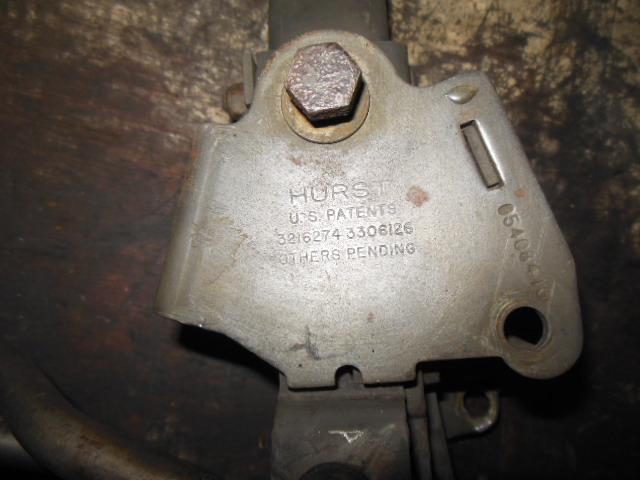 HURST
U.S. PATENTS
3216274 3306126
OTHERS PENDING